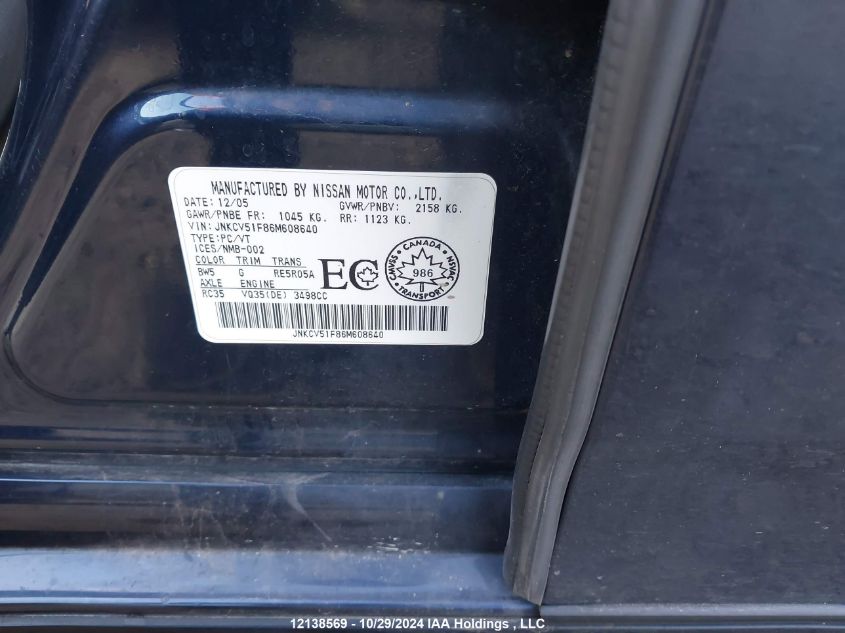 MANUFACTURED BY NISSAN MOTOR CO.,LTD.
DATE: 12/05 GVWR/PNBV: 2158 KG.
GAWR/PNBE FR: 1045 KG. RR: 1123 KG.
VIN: JNKCV51F86M608640
TYPE:PC/VT
ICES/NMB-002
COLOR TRIM TRANS
BW5 G RE5R05A
AXLE ENGINE
RC35 VQ35(DE) 3498CC
EC
CANADA
CMVSS
NSVAC
986
TRANSPORT
JNKCV51F86M608640
12138569 - 10/29/2024 IAA Holdings , LLC